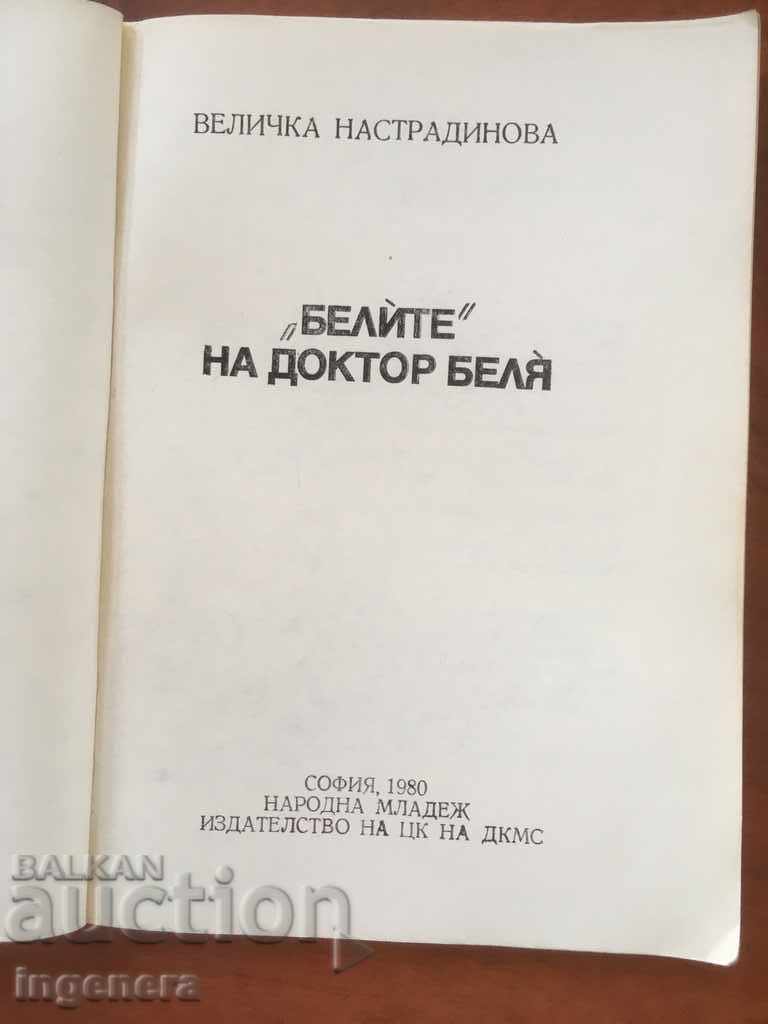 ВЕЛИЧКА НАСТРАДИНОВА
„БЕЛЍТЕ“
НА ДОКТОР БЕЛЯ̀
СОФИЯ, 1980
НАРОДНА МЛАДЕЖ
ИЗДАТЕЛСТВО НА ЦК НА ДКМС
BALKAN
auction
ingenera